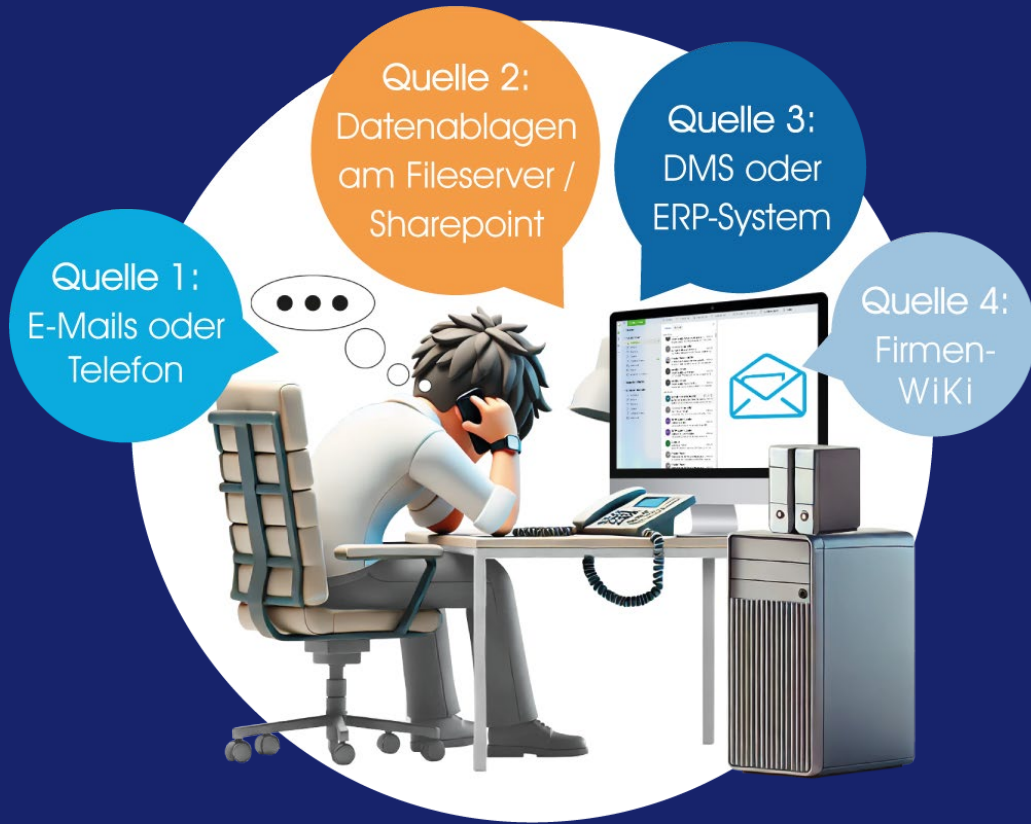 Quelle 1:
E-Mails oder
Telefon
Quelle 2:
Datenablagen
am Fileserver /
Sharepoint
Quelle 3:
DMS oder
ERP-System
Quelle 4:
Firmen-
WiKi